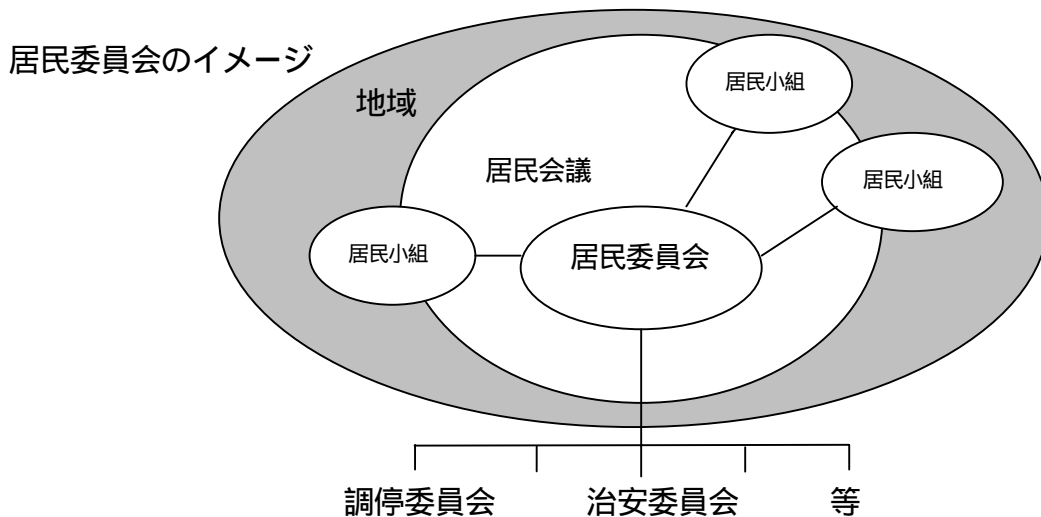 居民委員会のイメージ
地域
居民小組
居民会議
居民小組
居民小組
居民委員会
調停委員会 治安委員会 等